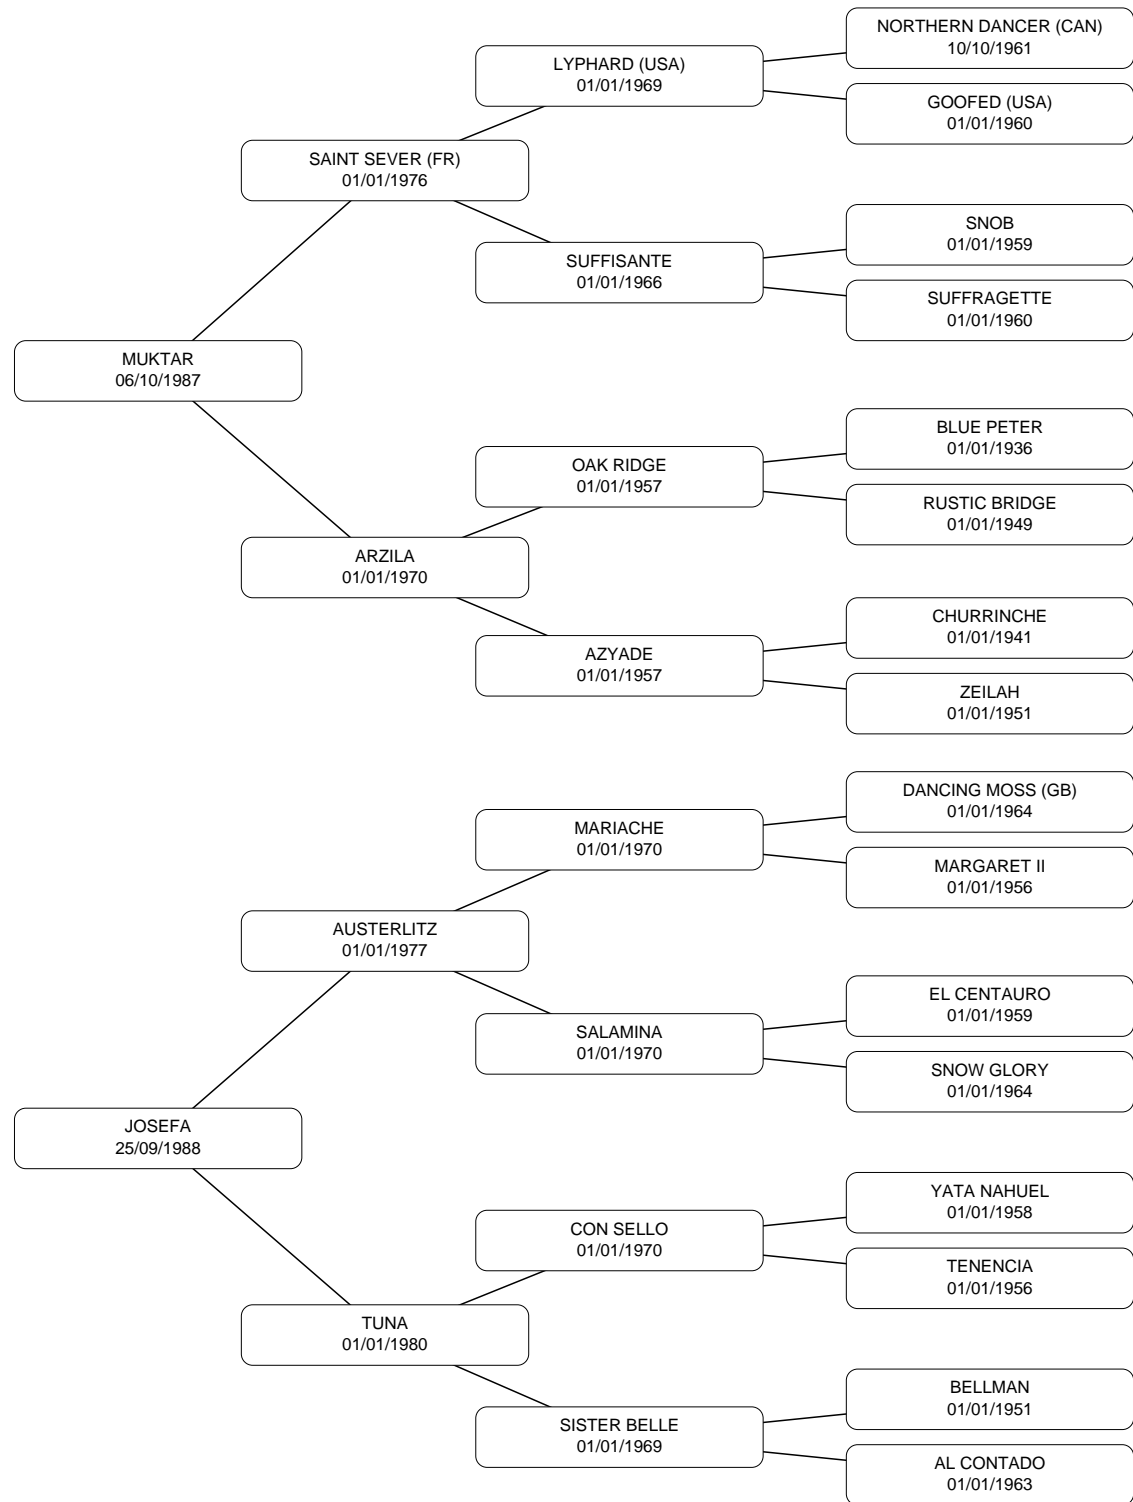 NORTHERN DANCER (CAN)
10/10/1961
LYPHARD (USA)
01/01/1969
GOOFED (USA)
01/01/1960
SAINT SEVER (FR)
01/01/1976
SNOB
01/01/1959
SUFFISANTE
01/01/1966
SUFFRAGETTE
01/01/1960
MUKTAR
06/10/1987
BLUE PETER
01/01/1936
OAK RIDGE
01/01/1957
RUSTIC BRIDGE
01/01/1949
ARZILA
01/01/1970
CHURRINCHE
01/01/1941
AZYADE
01/01/1957
ZEILAH
01/01/1951
DANCING MOSS (GB)
01/01/1964
MARIACHE
01/01/1970
MARGARET II
01/01/1956
AUSTERLITZ
01/01/1977
EL CENTAURO
01/01/1959
SALAMINA
01/01/1970
SNOW GLORY
01/01/1964
JOSEFA
25/09/1988
YATA NAHUEL
01/01/1958
CON SELLO
01/01/1970
TENENCIA
01/01/1956
TUNA
01/01/1980
BELLMAN
01/01/1951
SISTER BELLE
01/01/1969
AL CONTADO
01/01/1963